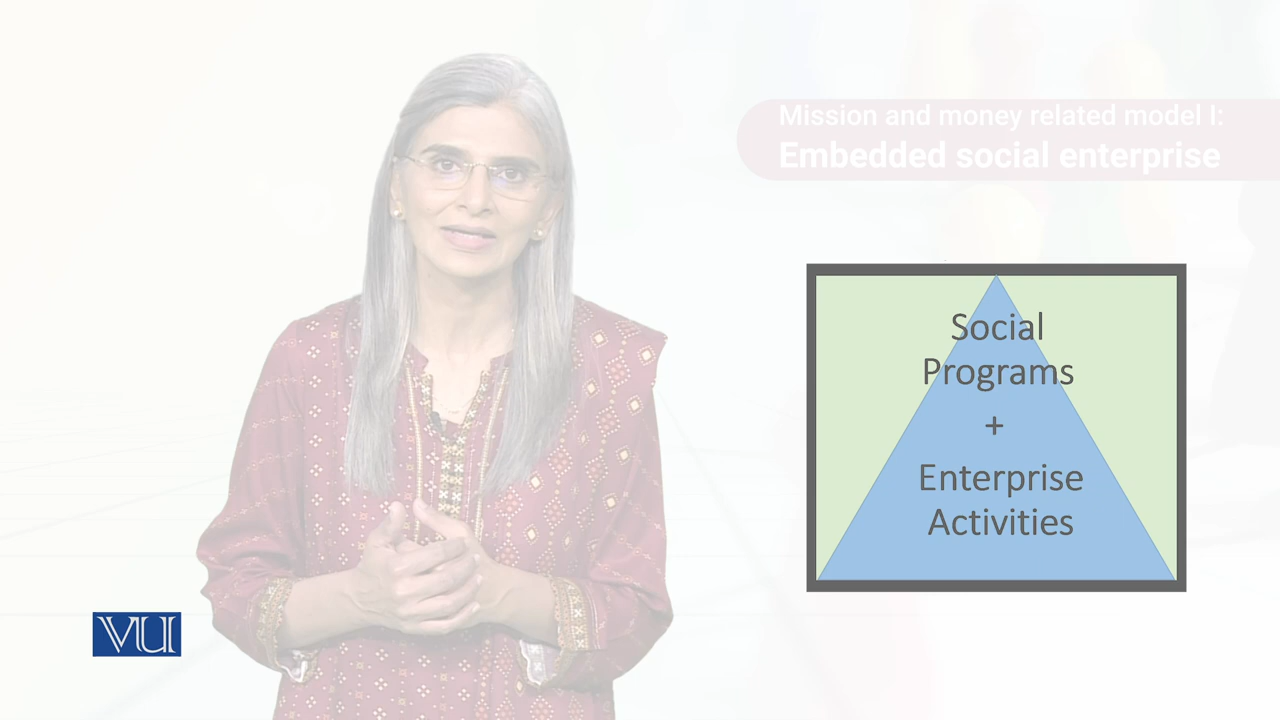 Mission and money related model I:
Embedded social enterprise
Social
Programs
+
Enterprise
Activities
VU